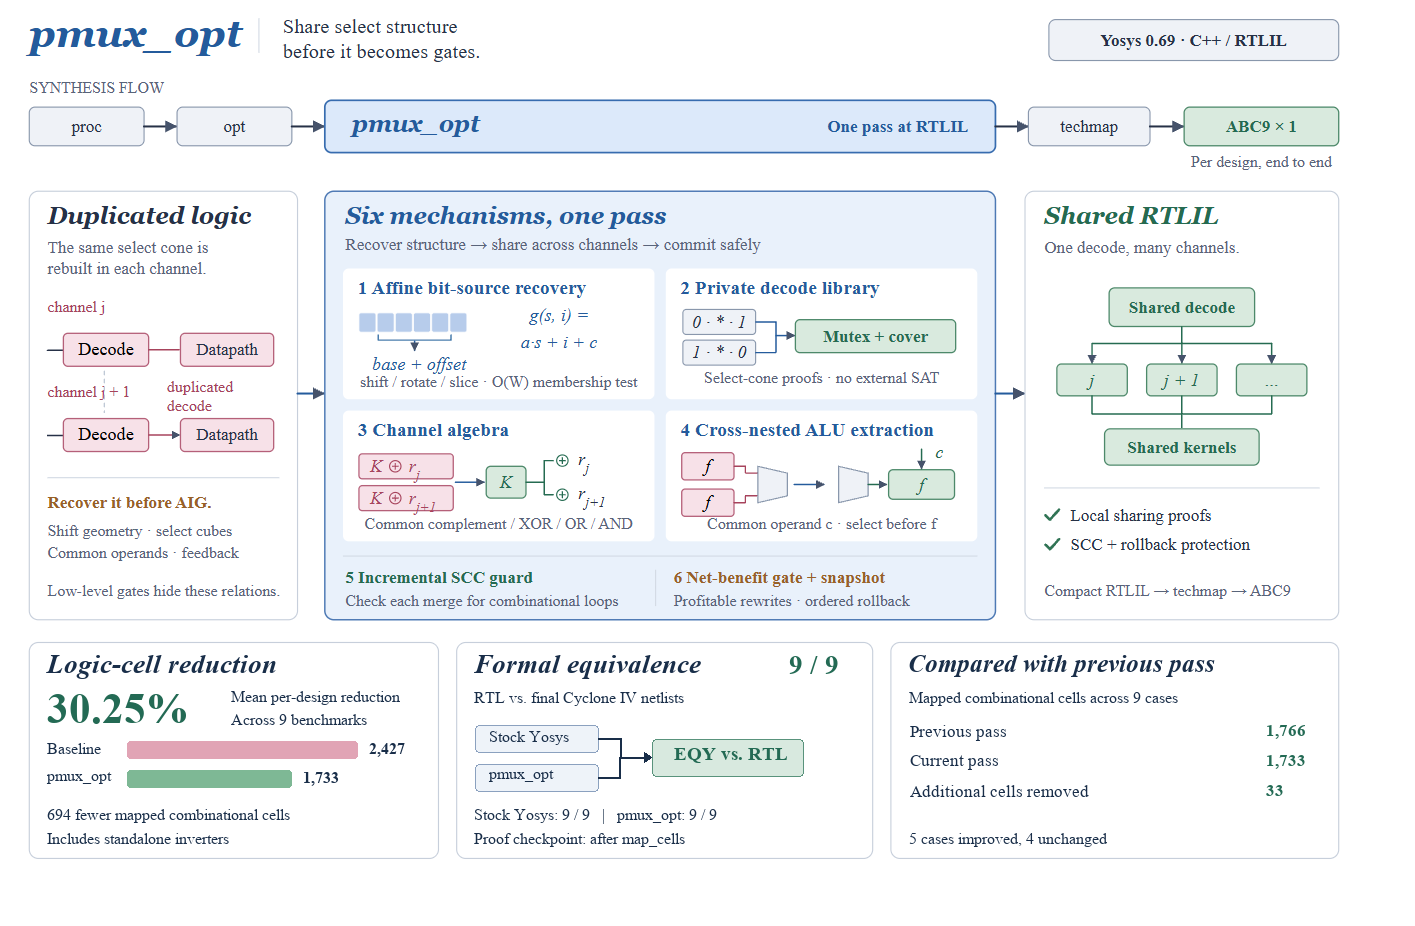 pmux_opt
Share select structure
before it becomes gates.
Yosys 0.69 · C++ / RTLIL
SYNTHESIS FLOW
proc
opt
pmux_opt
One pass at RTLIL
techmap
ABC9 × 1
Per design, end to end
Duplicated logic
The same select cone is
rebuilt in each channel.
channel j
Decode
Datapath
channel j + 1
duplicated
decode
Decode
Datapath
Recover it before AIG.
Shift geometry · select cubes
Common operands · feedback
Low-level gates hide these relations.
Six mechanisms, one pass
Recover structure → share across channels → commit safely
1 Affine bit-source recovery
g(s, i) =
a·s + i + c
base + offset
shift / rotate / slice · O(W) membership test
2 Private decode library
0 · * · 1
1 · * · 0
Mutex + cover
Select-cone proofs · no external SAT
3 Channel algebra
K ⊕ r_j
K ⊕ r_{j+1}
K
⊕ r_j
⊕ r_{j+1}
Common complement / XOR / OR / AND
4 Cross-nested ALU extraction
f
f
c
f
Common operand c · select before f
5 Incremental SCC guard
Check each merge for combinational loops
6 Net-benefit gate + snapshot
Profitable rewrites · ordered rollback
Shared RTLIL
One decode, many channels.
Shared decode
j
j + 1
...
Shared kernels
✓ Local sharing proofs
✓ SCC + rollback protection
Compact RTLIL → techmap → ABC9
Logic-cell reduction
30.25%
Mean per-design reduction
Across 9 benchmarks
Baseline
2,427
pmux_opt
1,733
694 fewer mapped combinational cells
Includes standalone inverters
Formal equivalence
9 / 9
RTL vs. final Cyclone IV netlists
Stock Yosys
pmux_opt
EQY vs. RTL
Stock Yosys: 9 / 9 | pmux_opt: 9 / 9
Proof checkpoint: after map_cells
Compared with previous pass
Mapped combinational cells across 9 cases
Previous pass 1,766
Current pass 1,733
Additional cells removed 33
5 cases improved, 4 unchanged